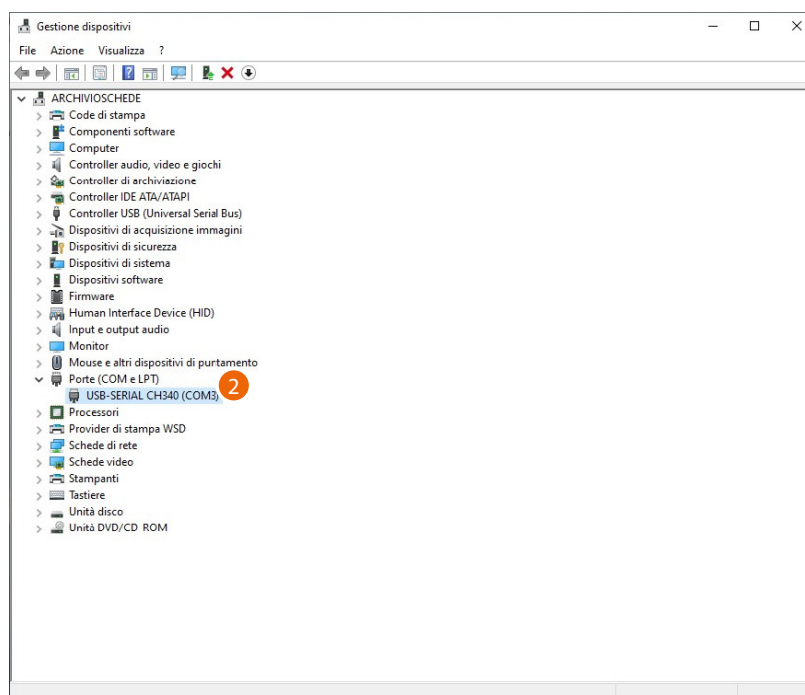 Gestione dispositivi
File Azione Visualizza ?
ARCHIVIOSCHEDE
Code di stampa
Componenti software
Computer
Controller audio, video e giochi
Controller di archiviazione
Controller IDE ATA/ATAPI
Controller USB (Universal Serial Bus)
Dispositivi di acquisizione immagini
Dispositivi di sicurezza
Dispositivi di sistema
Dispositivi software
Firmware
Human Interface Device (HID)
Input e output audio
Monitor
Mouse e altri dispositivi di purtamento
Porte (COM e LPT)
USB-SERIAL CH340 (COM3)
2
Processori
Provider di stampa WSD
Schede di rete
Schede video
Stampanti
Tastiere
Unità disco
Unità DVD/CD ROM